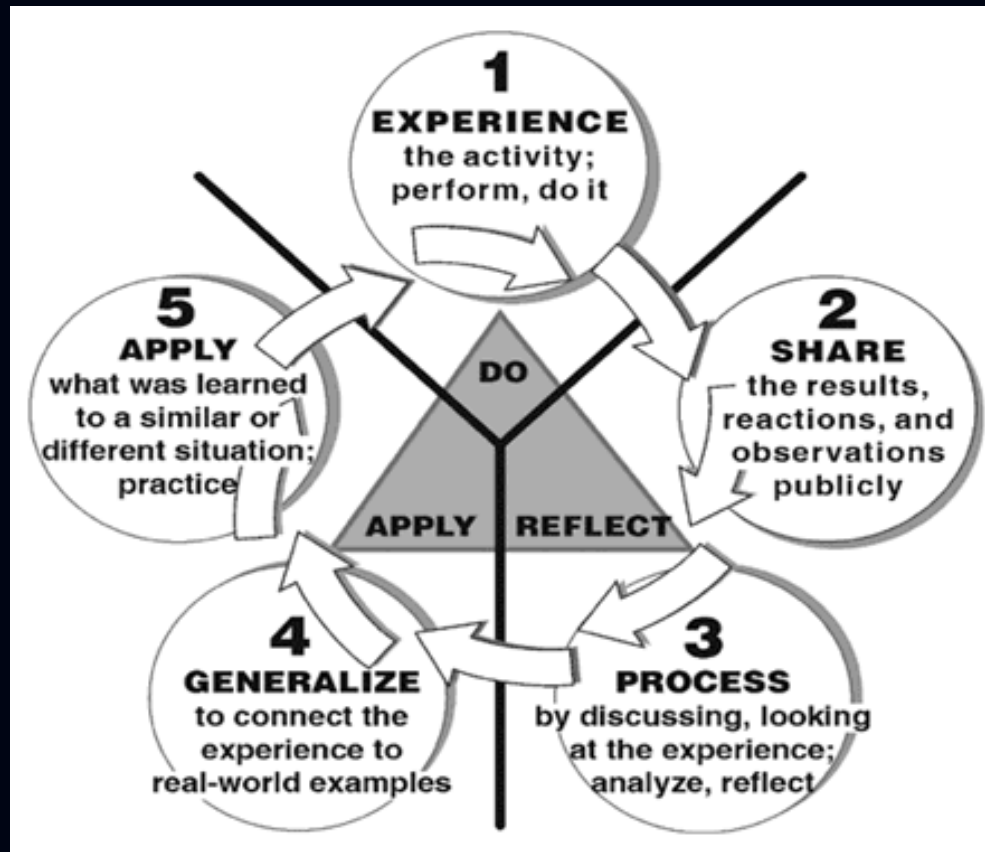 1
EXPERIENCE
the activity;
perform, do it
2
SHARE
the results,
reactions, and
observations
publicly
3
PROCESS
by discussing, looking
at the experience;
analyze, reflect
4
GENERALIZE
to connect the
experience to
real-world examples
5
APPLY
what was learned
to a similar or
different situation;
practice
DO
APPLY
REFLECT